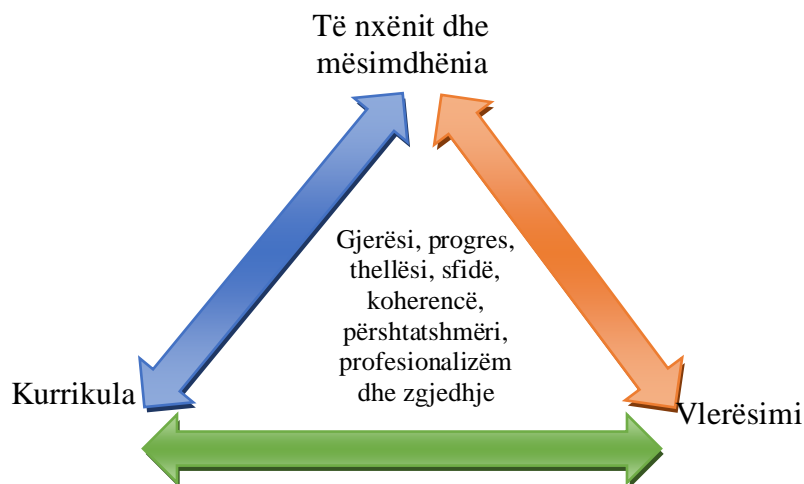 Të nxënit dhe
mësimdhënia
Gjerësi, progres,
thellësi, sfidë,
koherencë,
përshtatshmëri,
profesionalizëm
dhe zgjedhje
Kurrikula
Vlerësimi